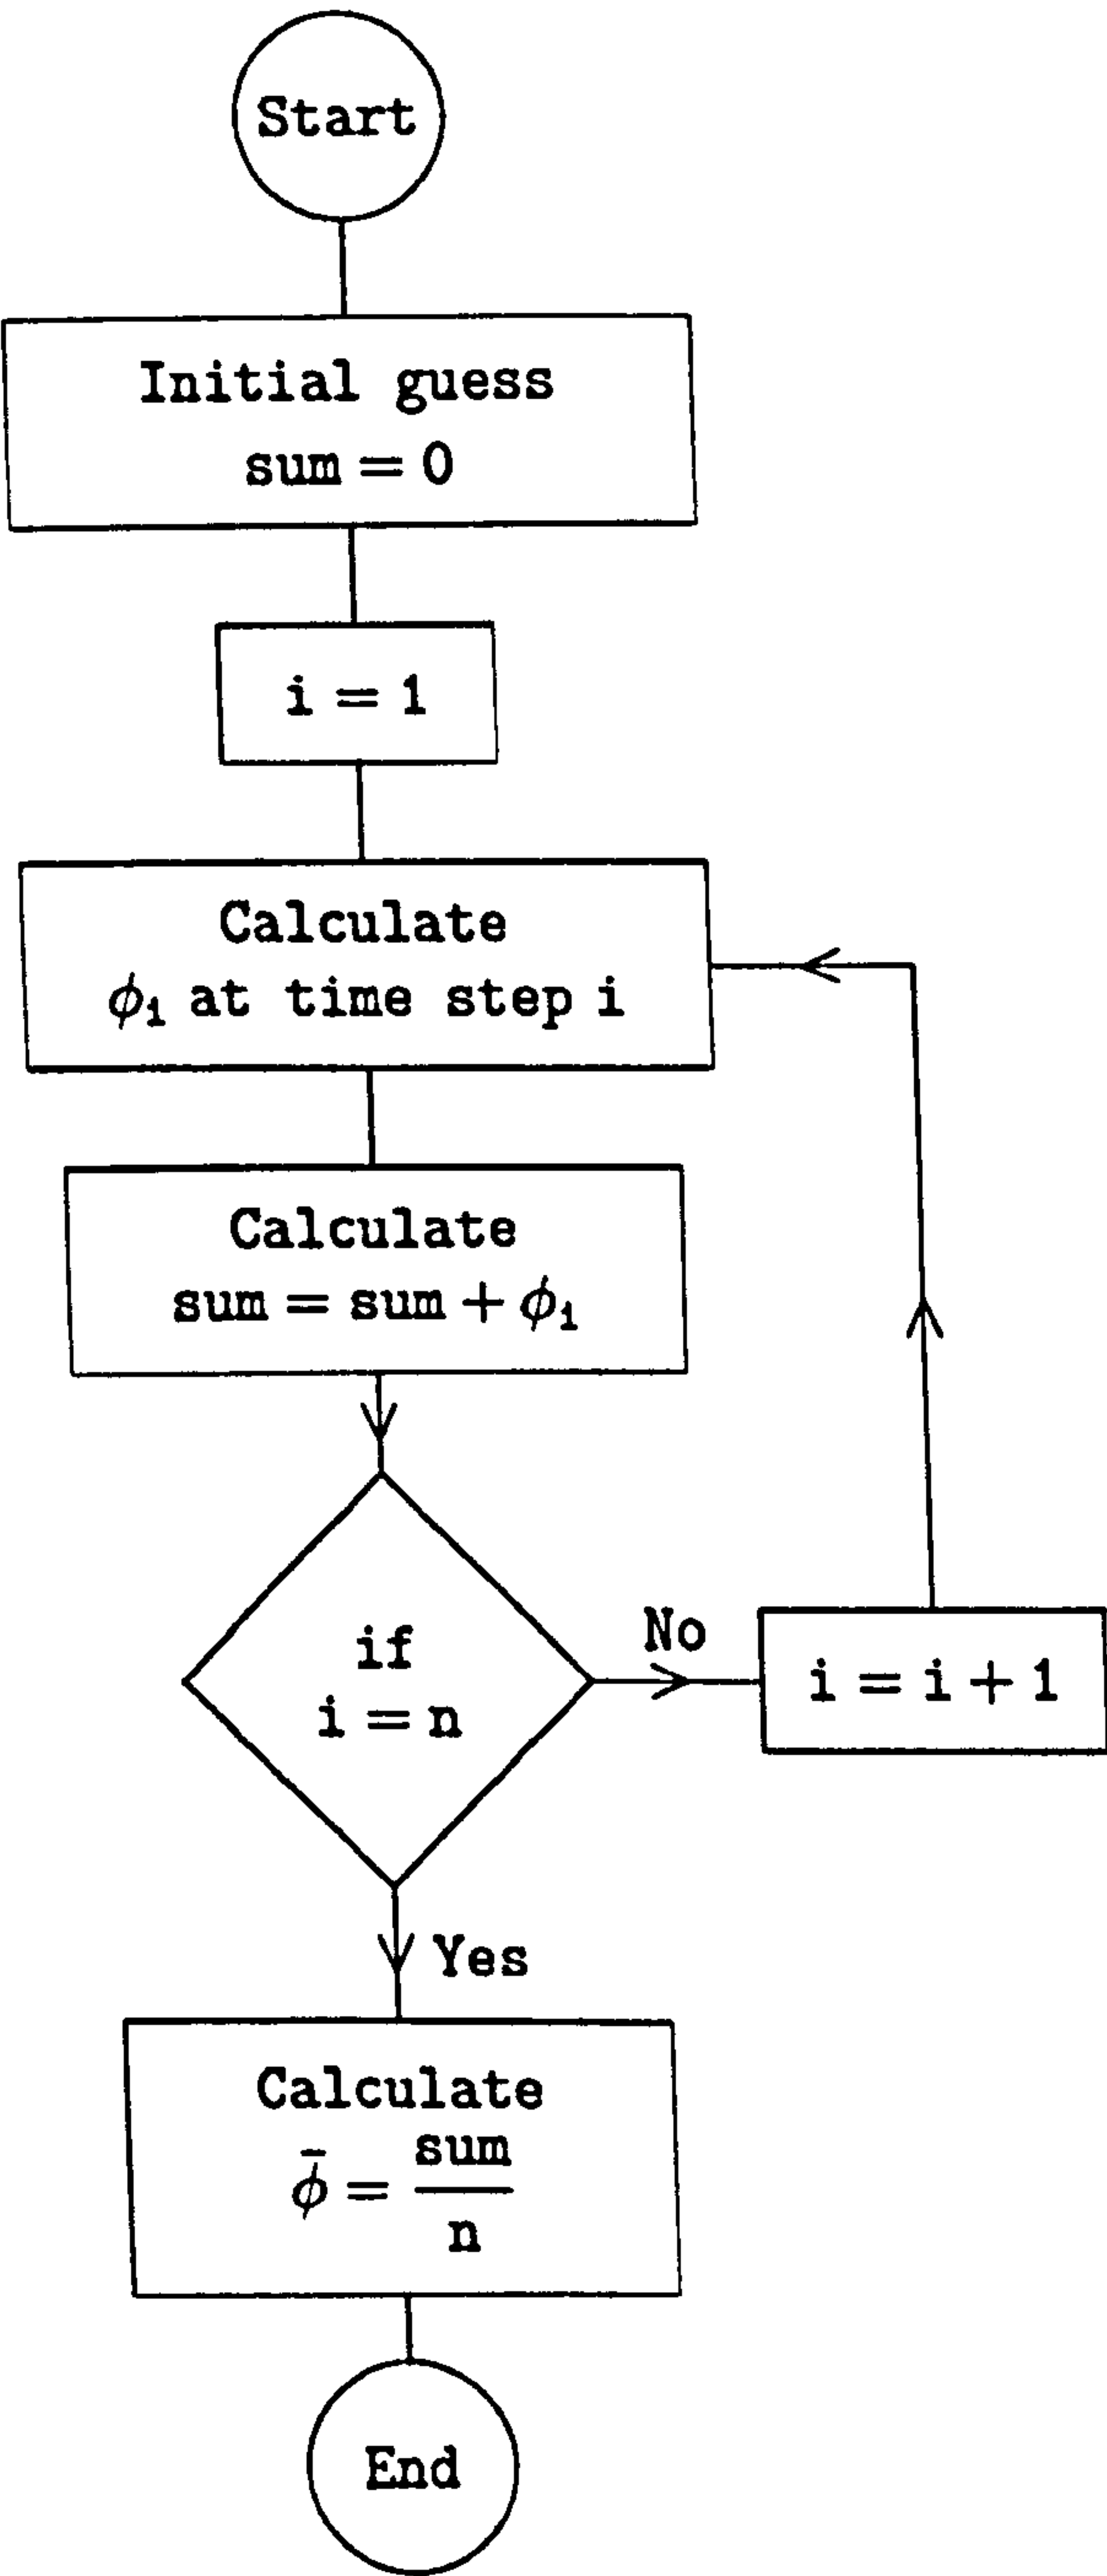 Start
Initial guess
sum = 0
i = 1
Calculate
ϕ₁ at time step i
Calculate
sum = sum + ϕ₁
if
i = n
No
i = i + 1
Yes
Calculate
ϕ̄ = sum
n
End